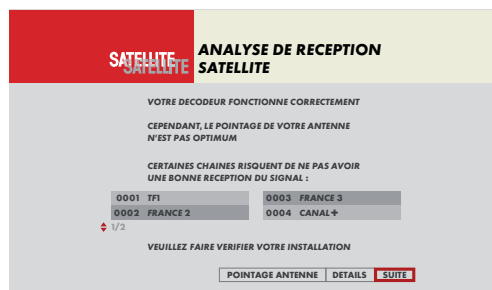 SATELLITE
SATELLITE
ANALYSE DE RECEPTION
SATELLITE
VOTRE DECODEUR FONCTIONNE CORRECTEMENT
CEPENDANT, LE POINTAGE DE VOTRE ANTENNE
N'EST PAS OPTIMUM
CERTAINES CHAINES RISQUENT DE NE PAS AVOIR
UNE BONNE RECEPTION DU SIGNAL :
0001 TF1 0003 FRANCE 3
0002 FRANCE 2 0004 CANAL+
1/2
VEUILLEZ FAIRE VERIFIER VOTRE INSTALLATION
POINTAGE ANTENNE DETAILS SUITE